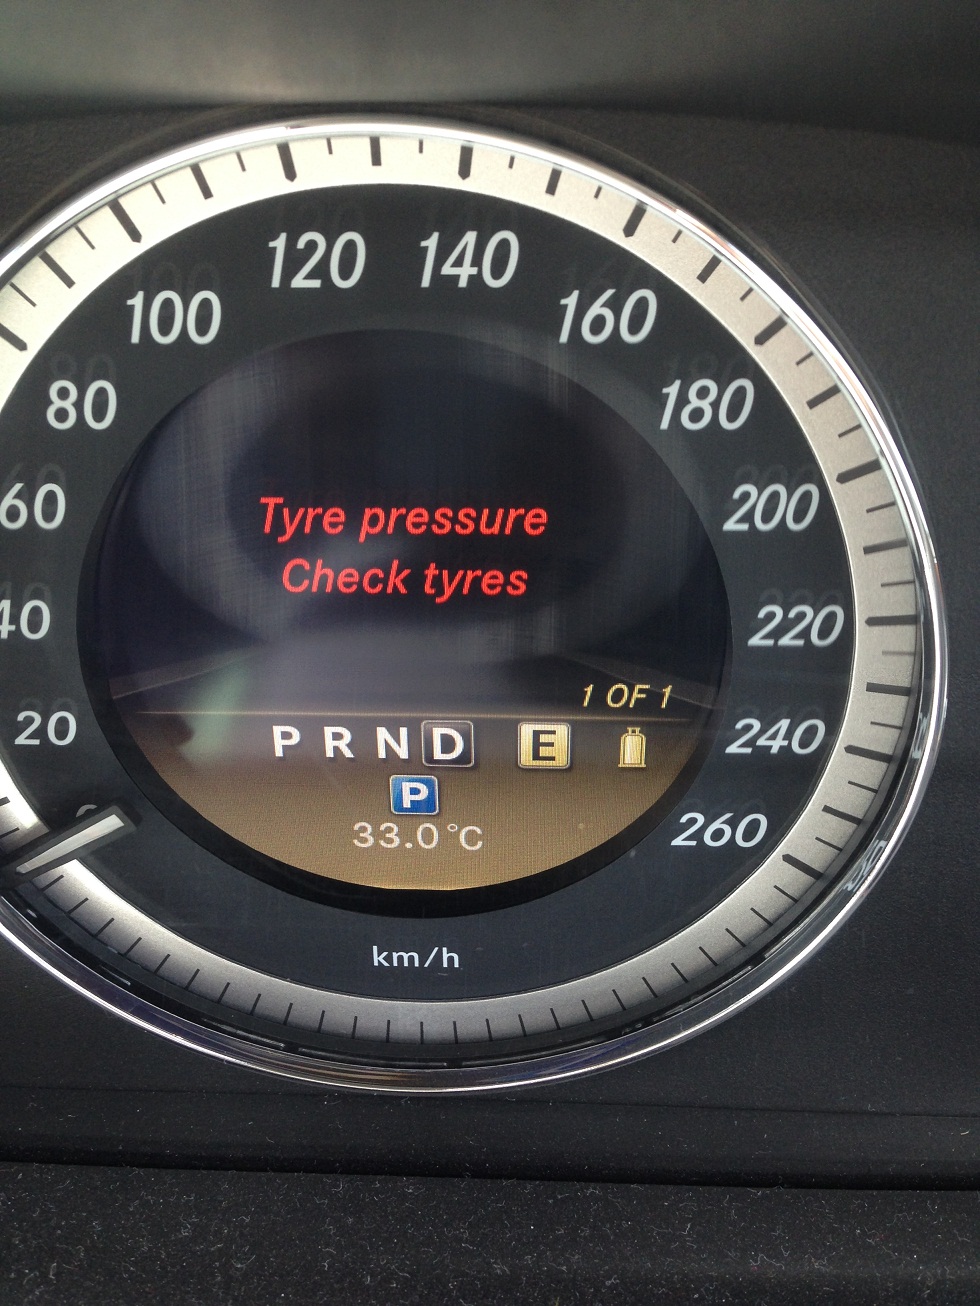 120 140
100 160
80 180
60 200
40 220
20 240
260
Tyre pressure
Check tyres
1 OF 1
P R N D E
P
33.0°C
km/h